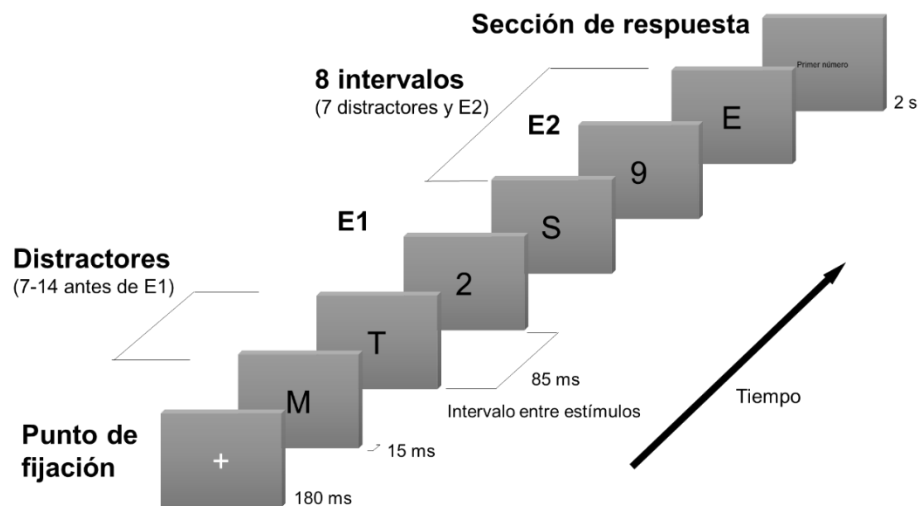 Sección de respuesta
Primer número
2 s
8 intervalos
(7 distractores y E2)
E
E2
9
S
E1
2
Distractores
(7-14 antes de E1)
T
85 ms
Intervalo entre estímulos
Tiempo
M
15 ms
Punto de
fijación
+
180 ms